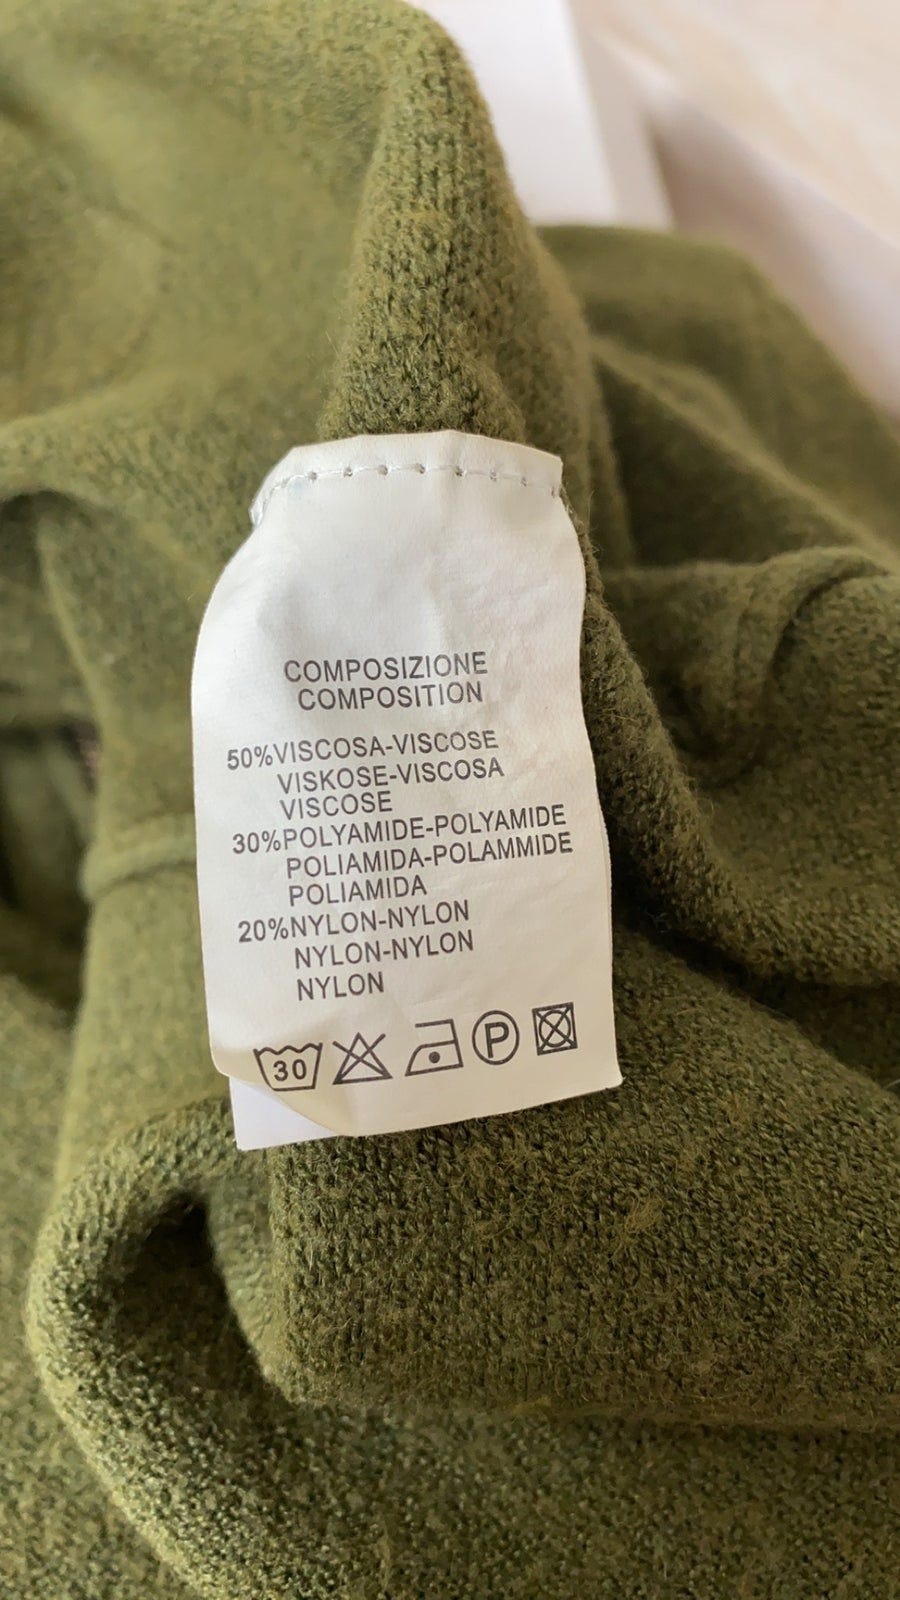 COMPOSIZIONE
COMPOSITION
50%VISCOSA-VISCOSE
VISKOSE-VISCOSA
VISCOSE
30%POLYAMIDE-POLYAMIDE
POLIAMIDA-POLAMMIDE
POLIAMIDA
20%NYLON-NYLON
NYLON-NYLON
NYLON
30 P